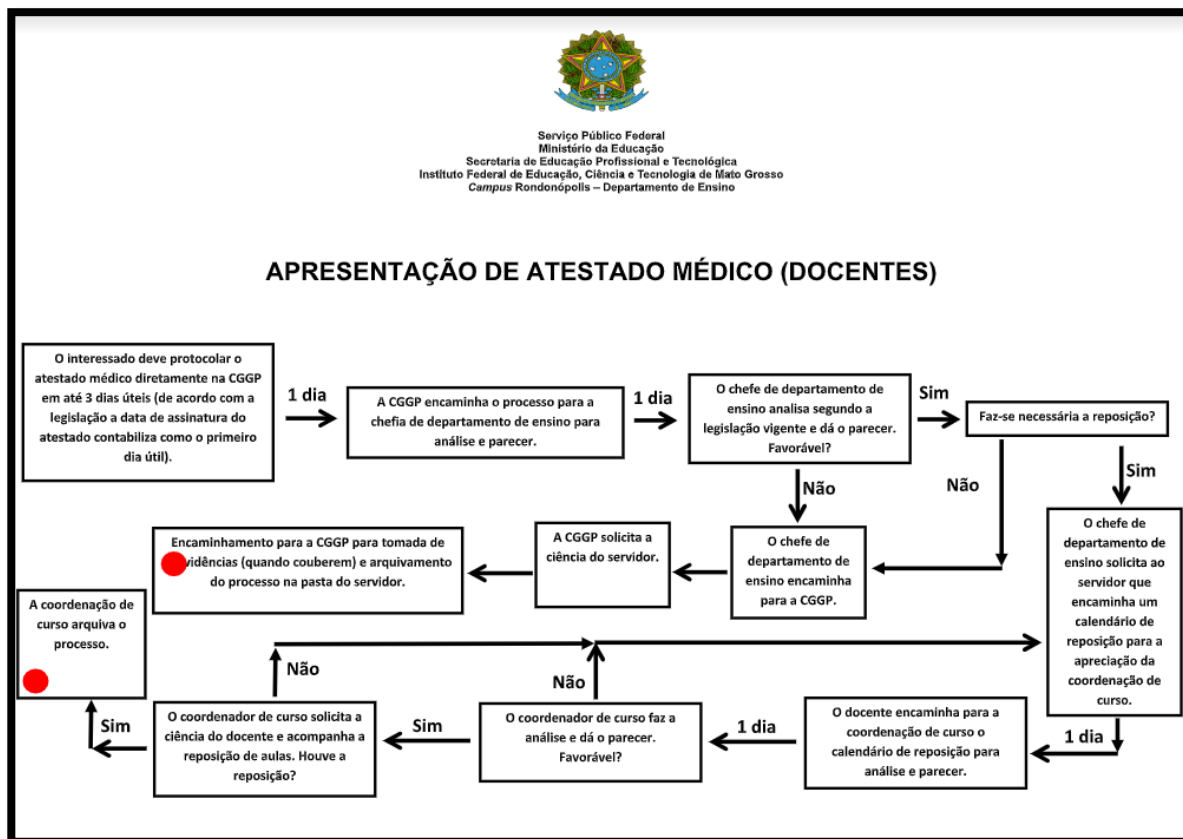 Serviço Público Federal
Ministério da Educação
Secretaria de Educação Profissional e Tecnológica
Instituto Federal de Educação, Ciência e Tecnologia de Mato Grosso
Campus Rondonópolis – Departamento de Ensino
APRESENTAÇÃO DE ATESTADO MÉDICO (DOCENTES)
O interessado deve protocolar o
atestado médico diretamente na CGGP
em até 3 dias úteis (de acordo com a
legislação a data de assinatura do
atestado contabiliza como o primeiro
dia útil).
1 dia
A CGGP encaminha o processo para a
chefia de departamento de ensino para
análise e parecer.
1 dia
O chefe de departamento de
ensino analisa segundo a
legislação vigente e dá o parecer.
Favorável?
Sim
Faz-se necessária a reposição?
Não
Não
Sim
O chefe de
departamento de
ensino solicita ao
servidor que
encaminha um
calendário de
reposição para a
apreciação da
coordenação de
curso.
O chefe de
departamento de
ensino encaminha
para a CGGP.
A CGGP solicita a
ciência do servidor.
Encaminhamento para a CGGP para tomada de
vidências (quando couberem) e arquivamento
do processo na pasta do servidor.
1 dia
O docente encaminha para a
coordenação de curso o
calendário de reposição para
análise e parecer.
1 dia
O coordenador de curso faz a
análise e dá o parecer.
Favorável?
Não
Sim
O coordenador de curso solicita a
ciência do docente e acompanha a
reposição de aulas. Houve a
reposição?
Não
Sim
A coordenação de
curso arquiva o
processo.